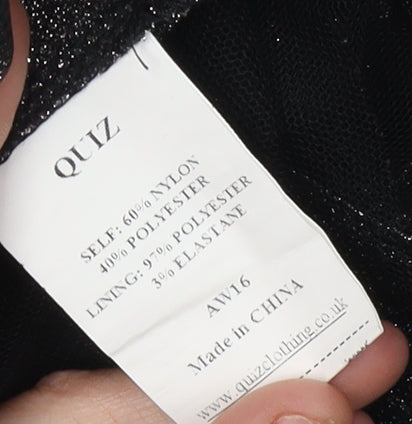 QUIZ
SELF: 60% NYLON
40% POLYESTER
LINING: 97% POLYESTER
3% ELASTANE
AW16
Made in CHINA
www.quizclothing.co.uk